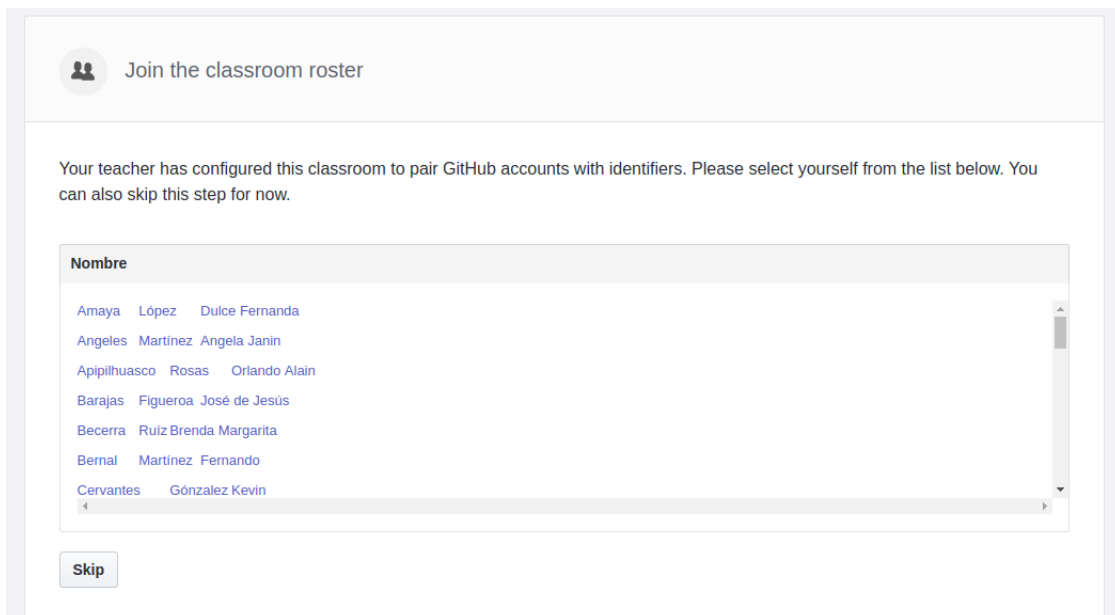 Join the classroom roster
Your teacher has configured this classroom to pair GitHub accounts with identifiers. Please select yourself from the list below. You
can also skip this step for now.
Nombre
Amaya López Dulce Fernanda
Angeles Martínez Angela Janin
Apipilhuasco Rosas Orlando Alain
Barajas Figueroa José de Jesús
Becerra Ruíz Brenda Margarita
Bernal Martínez Fernando
Cervantes Gónzalez Kevin
Skip